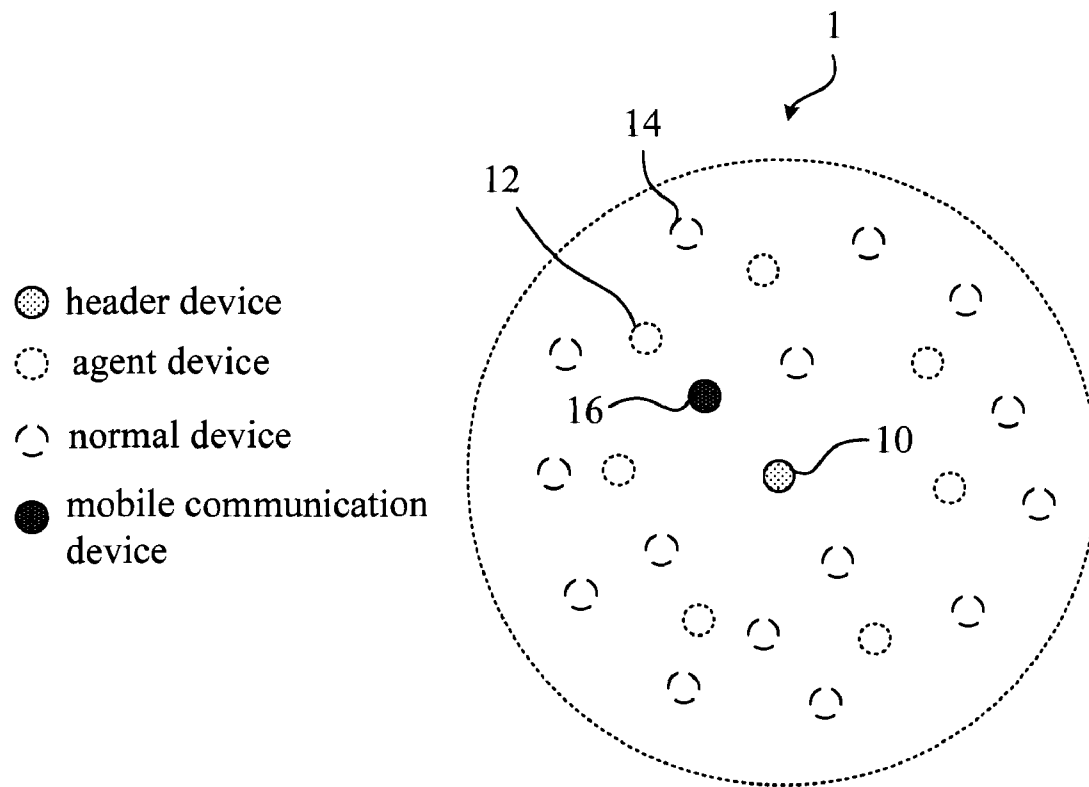 1
14
12
header device
agent device
16
10
normal device
mobile communication
device